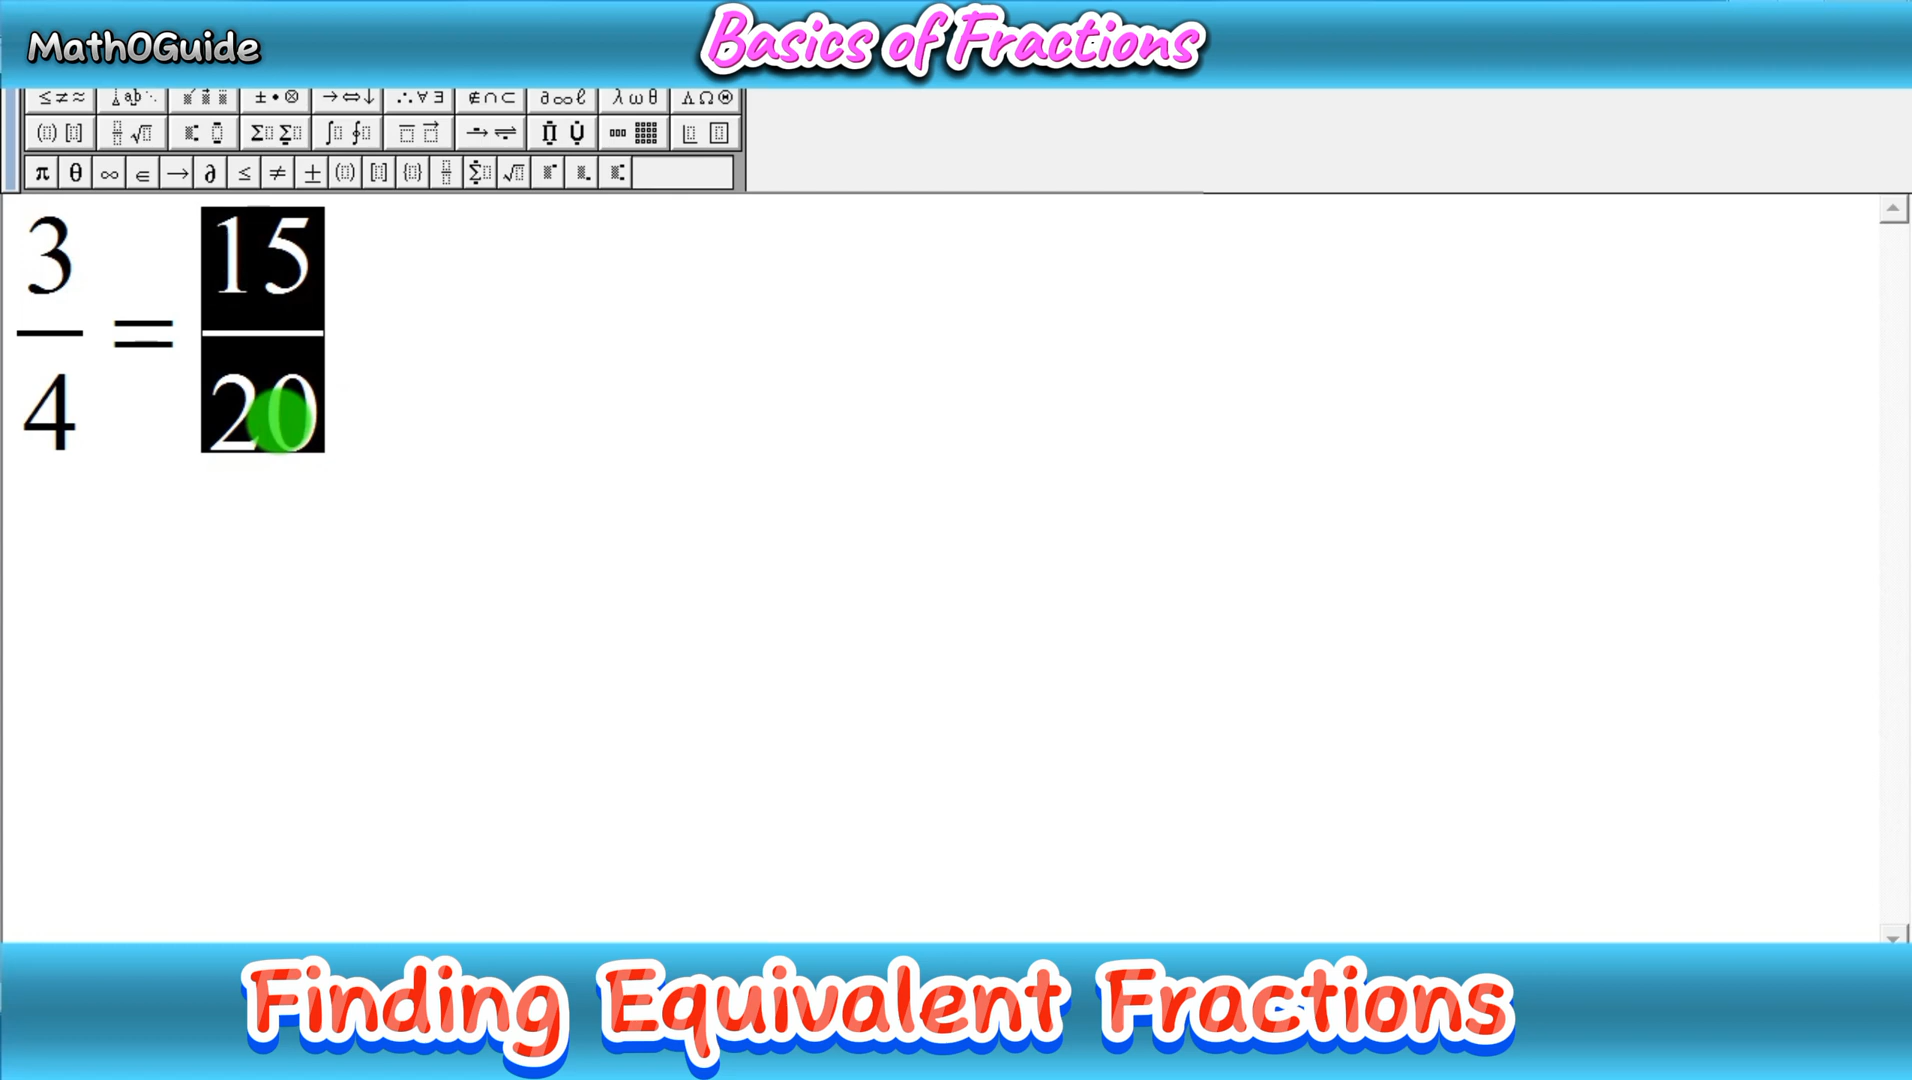 MathOGuide
Basics of Fractions
≤ ≠ ≈ ± • ⊗ → ⇔ ↓ ∴ ∀ ∃ ∉ ∩ ⊂ ∂ ∞ ℓ λ ω θ Λ Ω Θ
π θ ∞ ∈ → ∂ ≤ ≠ ±
3/4 = 15/20
Finding Equivalent Fractions